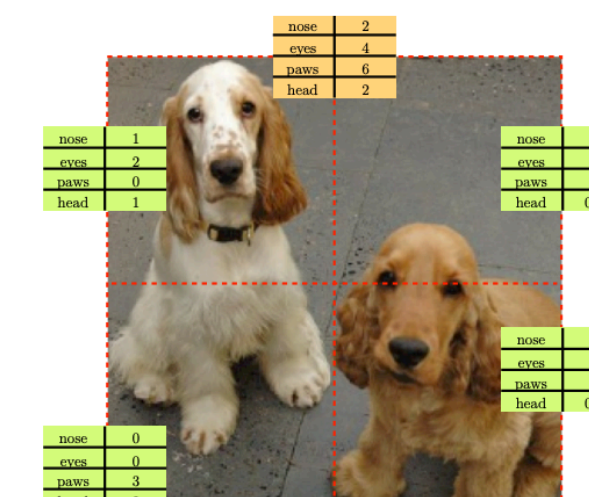 nose 2
eyes 4
paws 6
head 2
nose 1
eyes 2
paws 0
head 1
nose
eyes
paws
head
nose
eyes
paws
head
nose 0
eyes 0
paws 3